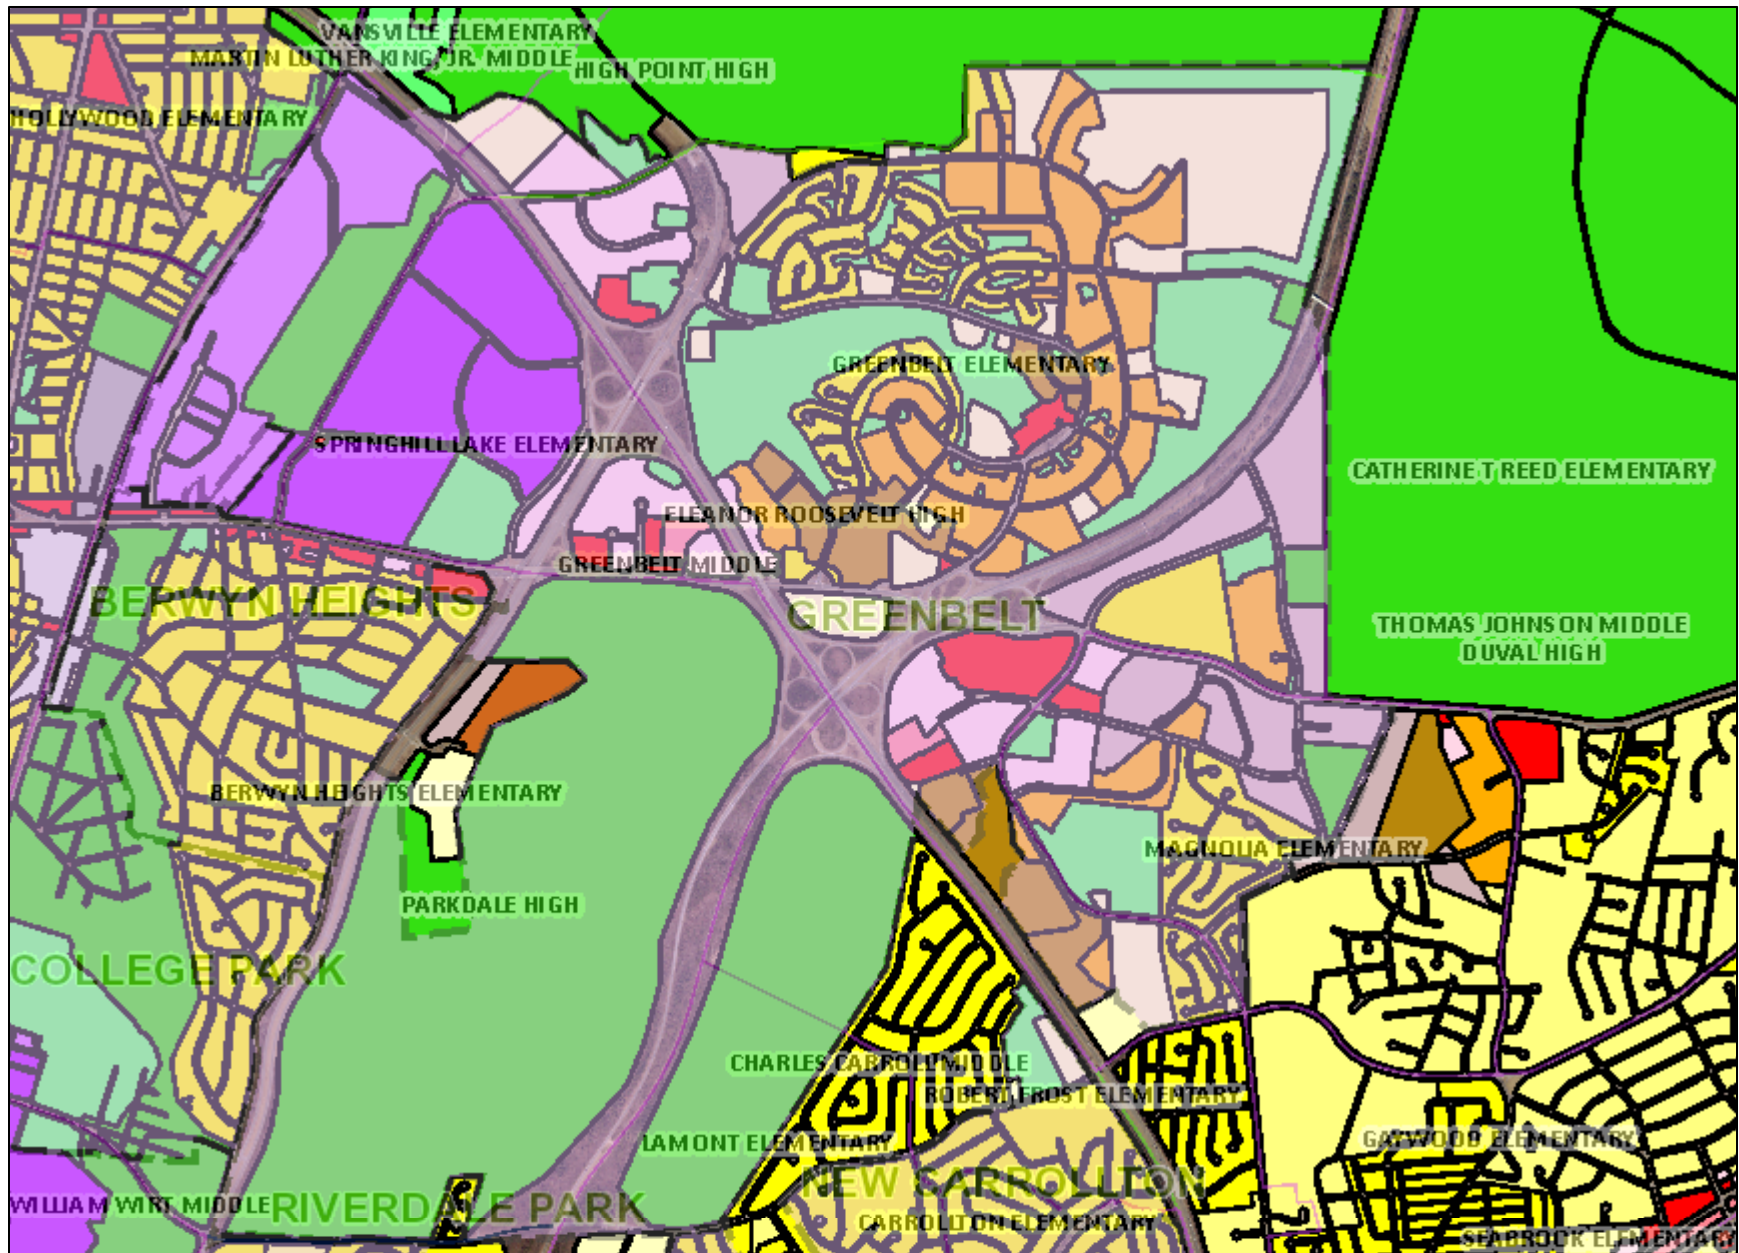 VANSVILLE ELEMENTARY
MARTIN LUTHER KING, JR. MIDDLE
HIGH POINT HIGH
HOLLYWOOD ELEMENTARY
GREENBELT ELEMENTARY
SPRINGHILL LAKE ELEMENTARY
CATHERINE T REED ELEMENTARY
ELEANOR ROOSEVELT HIGH
GREENBELT MIDDLE
BERWYN HEIGHTS
GREENBELT
THOMAS JOHNSON MIDDLE
DUVAL HIGH
BERWYN HEIGHTS ELEMENTARY
MAGNOLIA ELEMENTARY
PARKDALE HIGH
COLLEGE PARK
CHARLES CARROLL MIDDLE
ROBERT FROST ELEMENTARY
LAMONT ELEMENTARY
GAYWOOD ELEMENTARY
NEW CARROLLTON
WILLIAM WIRT MIDDLE
RIVERDALE PARK
CARROLLTON ELEMENTARY
SEABROOK ELEMENTARY